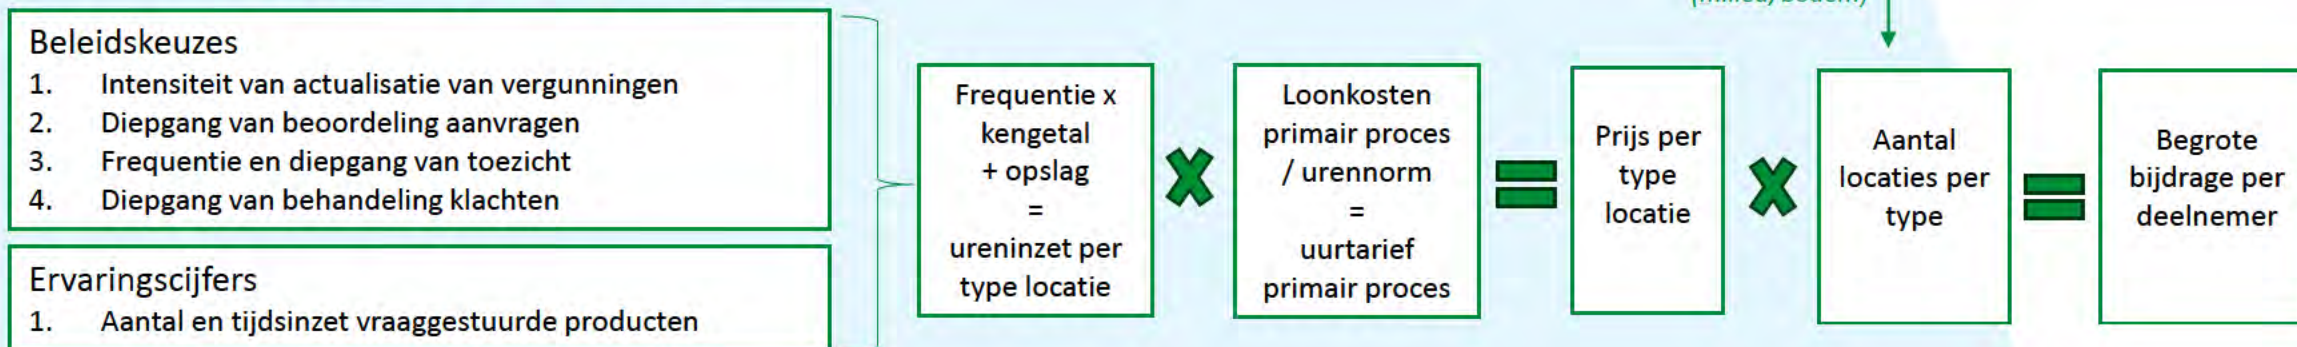 Beleidskeuzes
1. Intensiteit van actualisatie van vergunningen
2. Diepgang van beoordeling aanvragen
3. Frequentie en diepgang van toezicht
4. Diepgang van behandeling klachten
Ervaringscijfers
1. Aantal en tijdsinzet vraaggestuurde producten
Frequentie x
kengetal
+ opslag
=
ureninzet per
type locatie
Loonkosten
primair proces
/ urennorm
=
uurtarief
primair proces
Prijs per
type
locatie
Aantal
locaties per
type
Begrote
bijdrage per
deelnemer